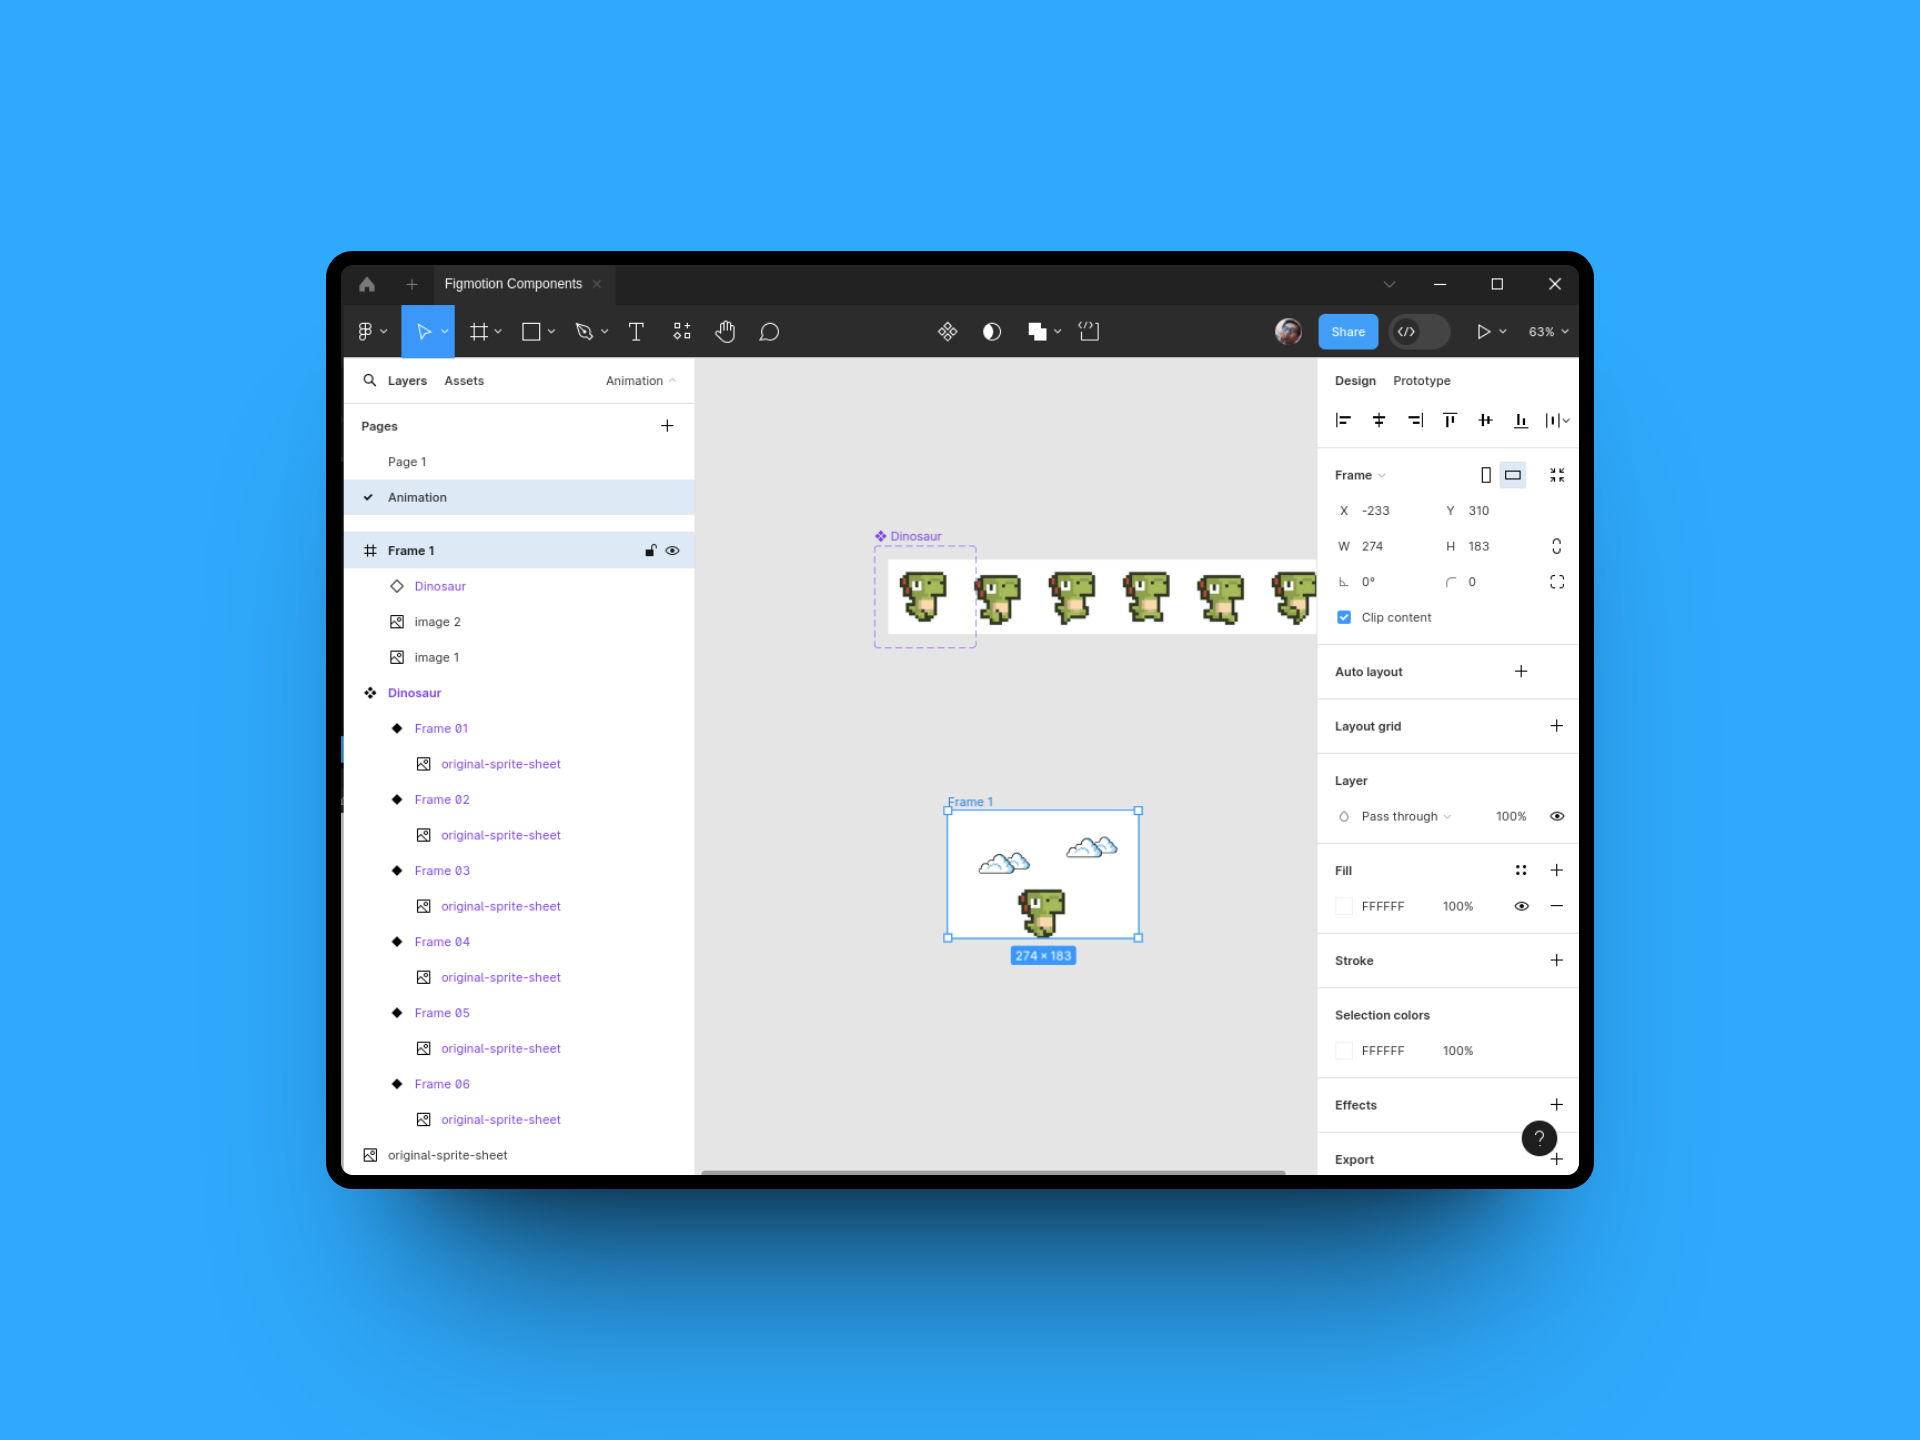 Figmotion Components
Share
63%
Layers Assets Animation
Pages
Page 1
Animation
Frame 1
Dinosaur
image 2
image 1
Dinosaur
Frame 01
original-sprite-sheet
Frame 02
original-sprite-sheet
Frame 03
original-sprite-sheet
Frame 04
original-sprite-sheet
Frame 05
original-sprite-sheet
Frame 06
original-sprite-sheet
original-sprite-sheet
Dinosaur
Frame 1
274 × 183
Design Prototype
Frame
X -233 Y 310
W 274 H 183
0° 0
Clip content
Auto layout
Layout grid
Layer
Pass through 100%
Fill
FFFFFF 100%
Stroke
Selection colors
FFFFFF 100%
Effects
?
Export